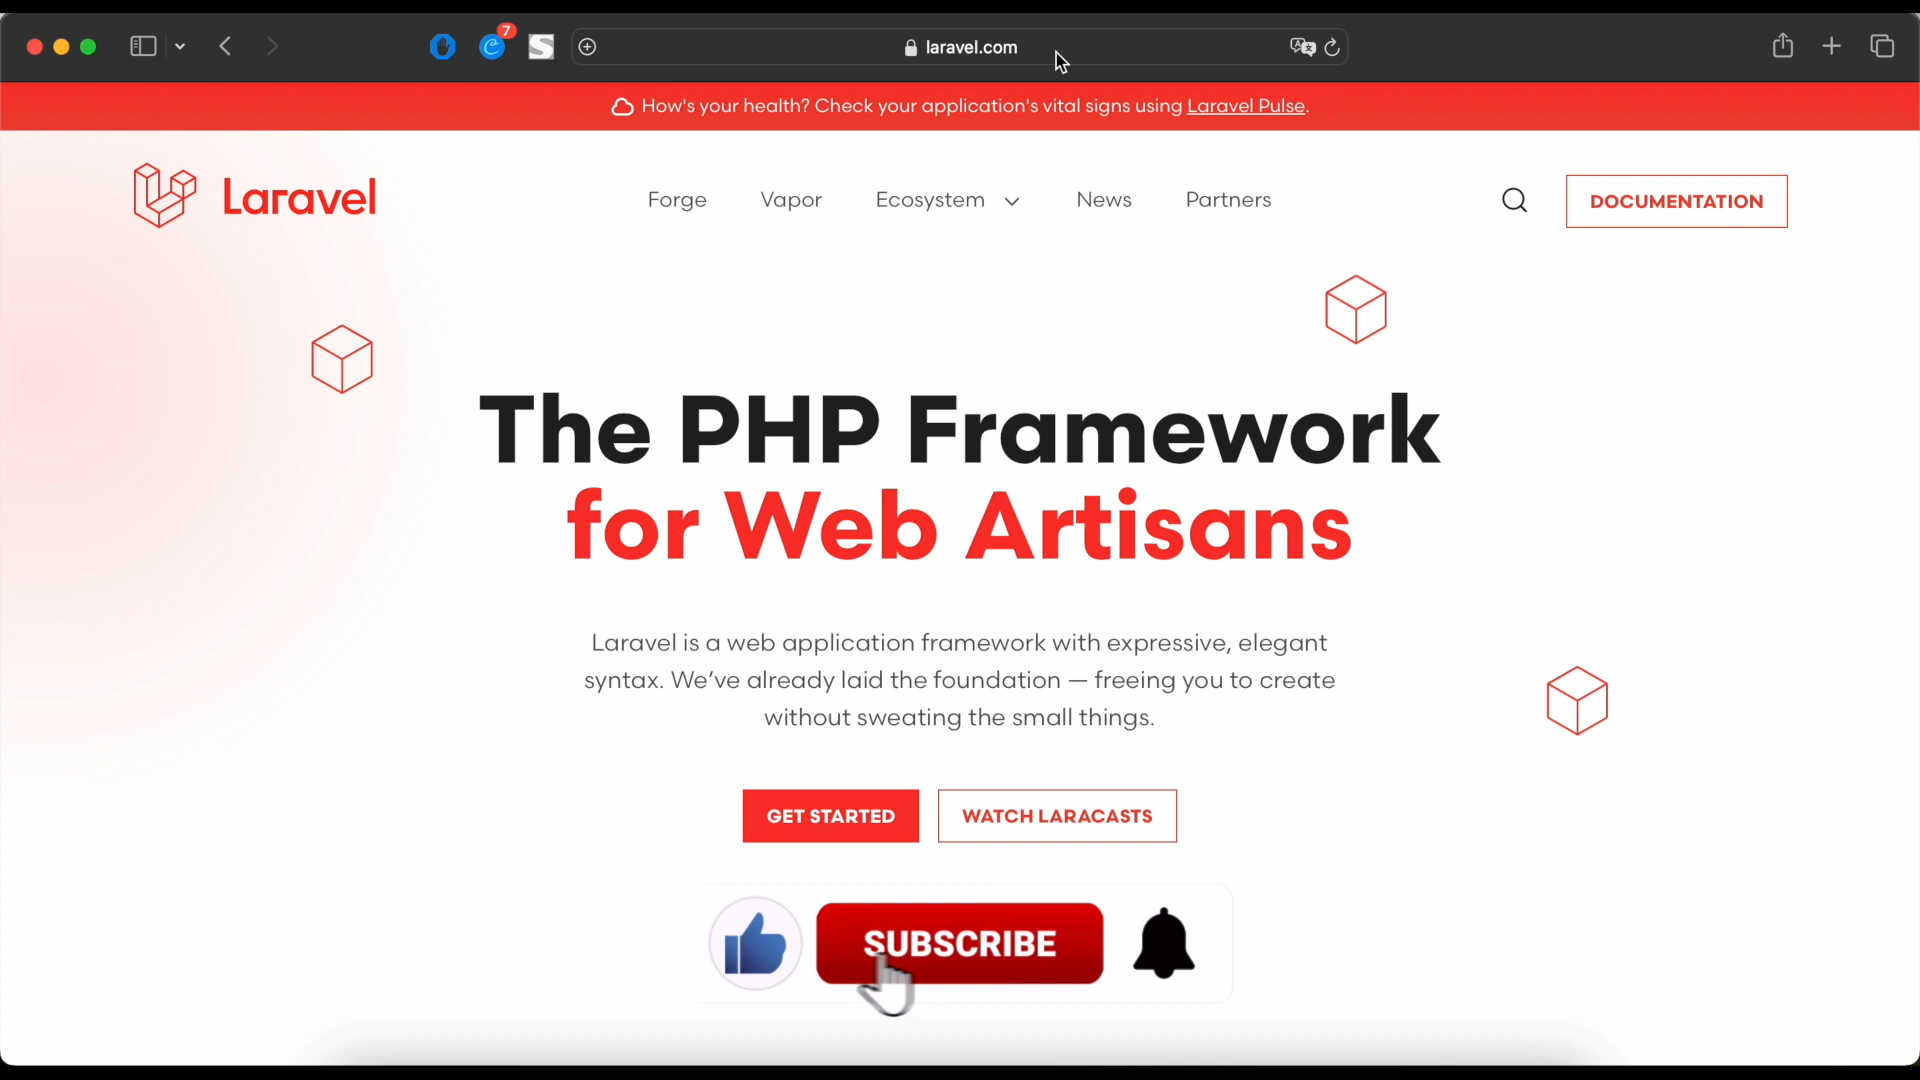 7
laravel.com
How's your health? Check your application's vital signs using Laravel Pulse.
Laravel
Forge
Vapor
Ecosystem
News
Partners
DOCUMENTATION
The PHP Framework
for Web Artisans
Laravel is a web application framework with expressive, elegant
syntax. We’ve already laid the foundation — freeing you to create
without sweating the small things.
GET STARTED
WATCH LARACASTS
SUBSCRIBE